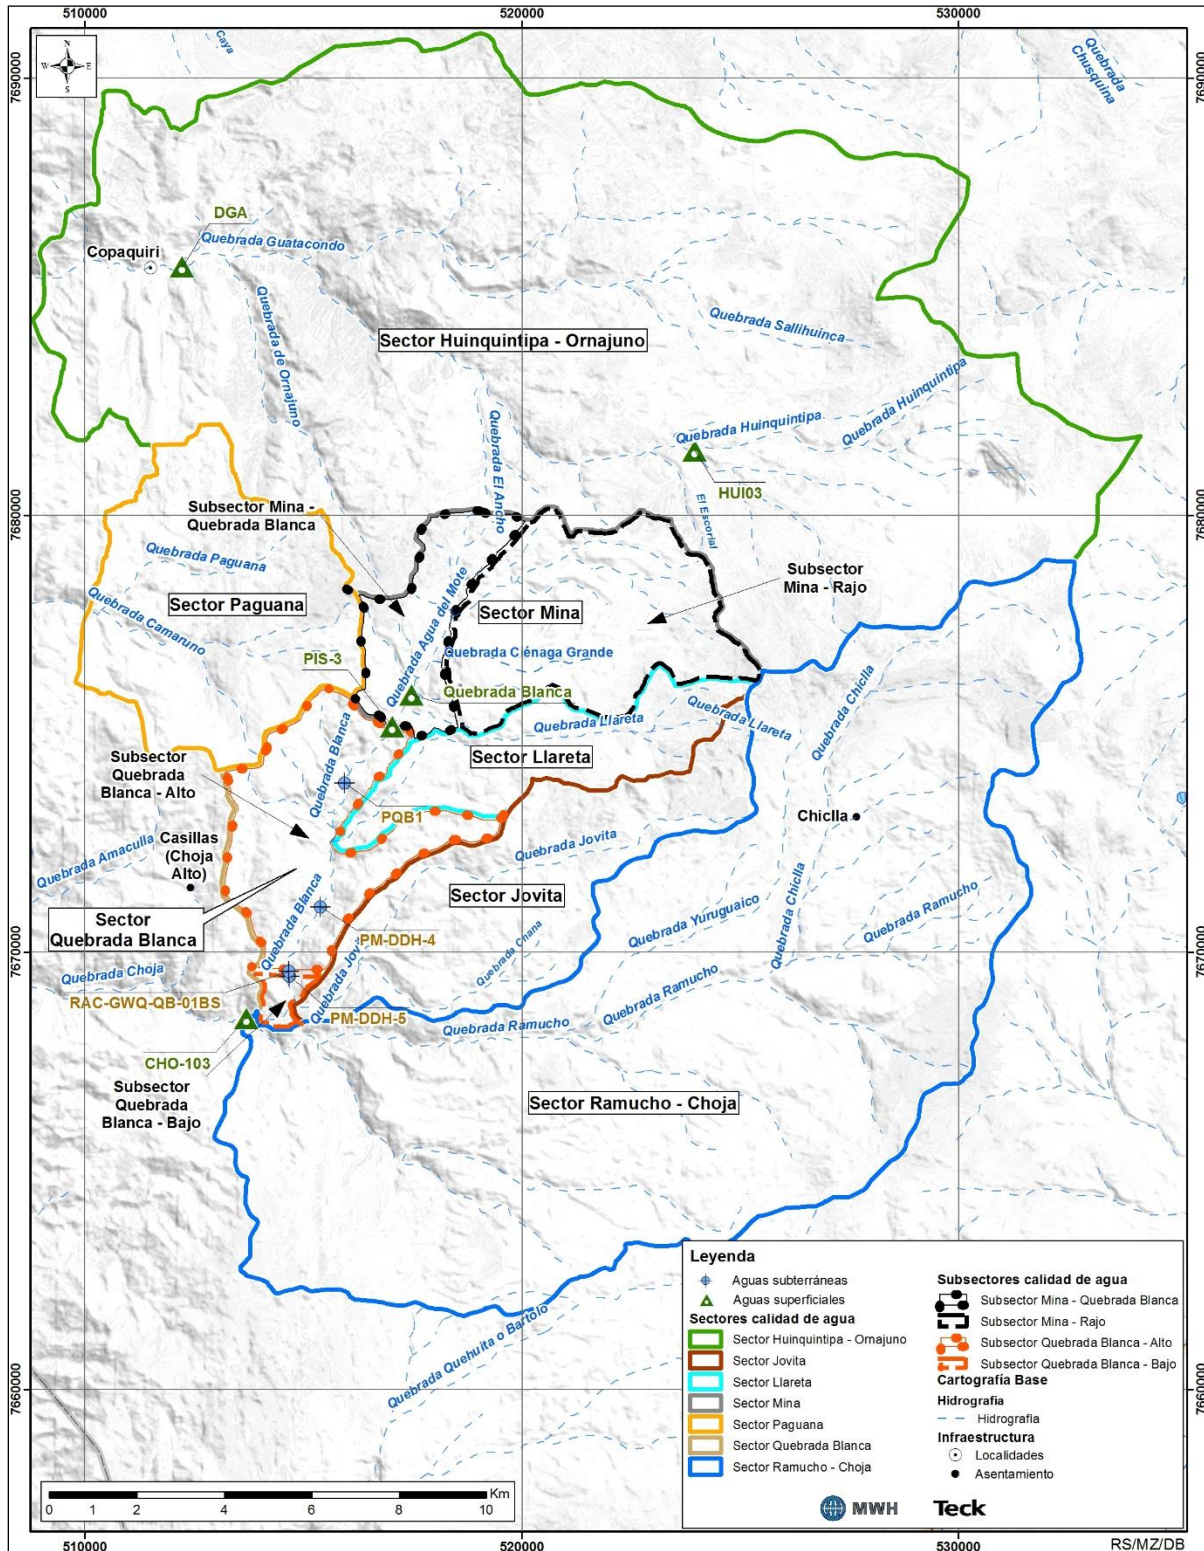 510000
520000
530000
7690000
7690000
N
W
E
S
Caya
Quebrada
Chusquina
DGA
Copaquiri
Quebrada Guatacondo
Quebrada de Ornajuno
Quebrada Sallihuinca
Sector Huinquintipa - Ornajuno
Quebrada Huinquintipa
Quebrada Huinquintipa
Quebrada El Ancho
HUI03
El Escorial
Subsector Mina -
Quebrada Blanca
7680000
7680000
Quebrada Paguana
Sector Paguana
Quebrada Camaruno
Quebrada Agua del Mote
Sector Mina
Subsector
Mina - Rajo
PIS-3
Quebrada Ciénaga Grande
Quebrada Blanca
Quebrada Chiclla
Quebrada Llareta
Quebrada Llareta
Quebrada Blanca
Sector Llareta
Subsector
Quebrada
Blanca - Alto
PQB1
Chiclla
Casillas
(Choja
Alto)
Quebrada Amaculla
Quebrada Jovita
Sector Jovita
Sector
Quebrada Blanca
Quebrada Blanca
Quebrada Chiclla
Quebrada Yuruguaico
Quebrada Ramucho
PM-DDH-4
Quebrada Jov
7670000
7670000
Quebrada Choja
RAC-GWQ-QB-01BS
PM-DDH-5
Quebrada Ramucho
Quebrada Ramucho
CHO-103
Subsector
Quebrada
Blanca - Bajo
Sector Ramucho - Choja
Quebrada Quehuita o Bartolo
7660000
7660000
Leyenda
Aguas subterráneas
Aguas superficiales
Sectores calidad de agua
Sector Huinquintipa - Ornajuno
Sector Jovita
Sector Llareta
Sector Mina
Sector Paguana
Sector Quebrada Blanca
Sector Ramucho - Choja
Subsectores calidad de agua
Subsector Mina - Quebrada Blanca
Subsector Mina - Rajo
Subsector Quebrada Blanca - Alto
Subsector Quebrada Blanca - Bajo
Cartografía Base
Hidrografía
Hidrografía
Infraestructura
Localidades
Asentamiento
MWH
Teck
Km
0 1 2 4 6 8 10
510000
520000
530000
RS/MZ/DB